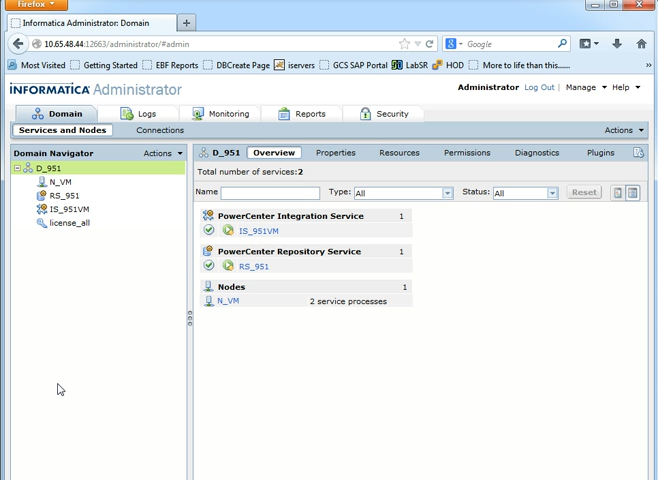 Firefox
Informatica Administrator: Domain
10.65.48.44:12663/administrator/#admin
Google
Most Visited Getting Started EBF Reports DBCreate Page iservers GCS SAP Portal LabSR HOD More to life than this...... »
INFORMATICA Administrator
Administrator Log Out Manage Help
Domain Logs Monitoring Reports Security
Services and Nodes Connections Actions
Domain Navigator Actions
D_951 Overview Properties Resources Permissions Diagnostics Plugins
D_951
N_VM
RS_951
IS_951VM
license_all
Total number of services:2
Name Type: All Status: All Reset
PowerCenter Integration Service 1
IS_951VM
PowerCenter Repository Service 1
RS_951
Nodes 1
N_VM 2 service processes